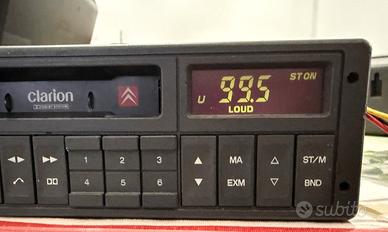 ST ON
U 99.5
LOUD
clarion
1 2 3 MA ST/M
4 5 6 EXM BND
subito